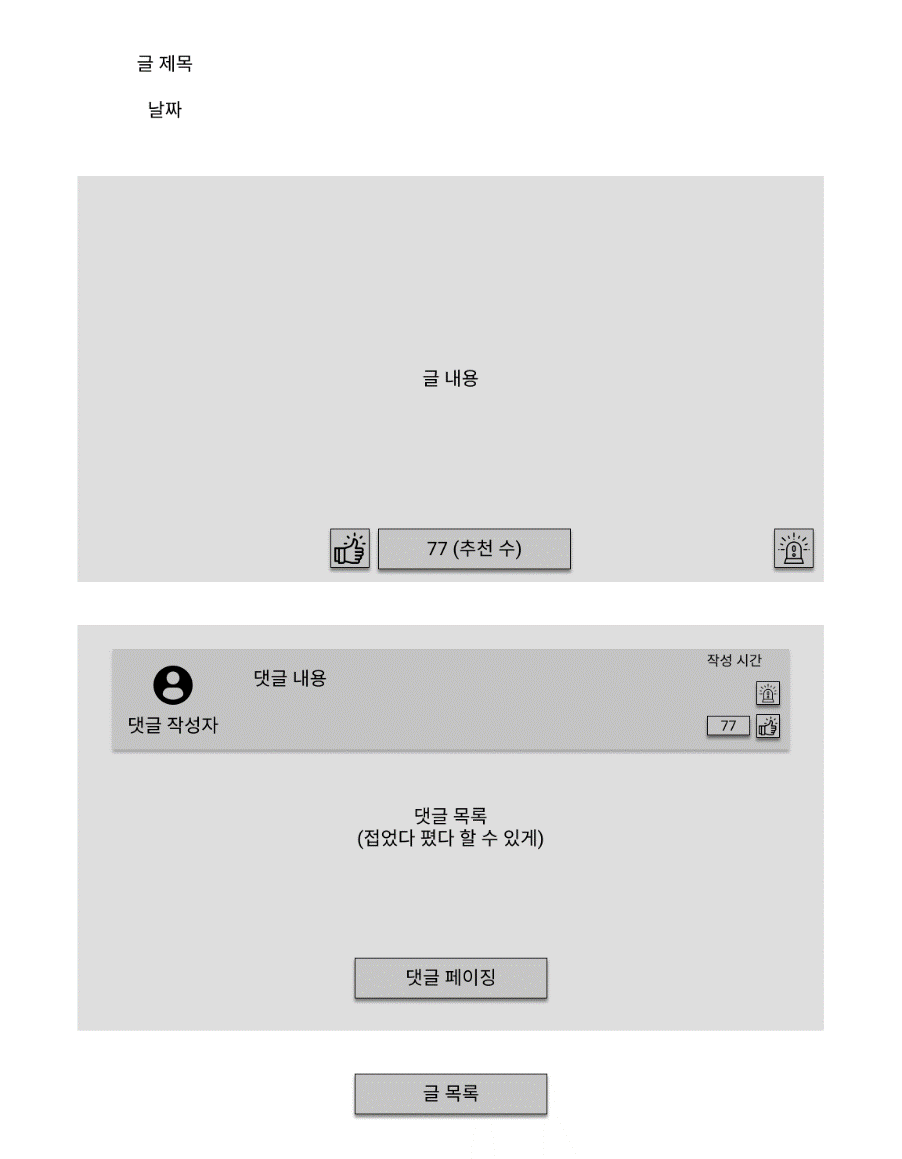 글 제목
날짜
글 내용
77 (추천 수)
작성 시간
댓글 내용
댓글 작성자
77
댓글 목록
(접었다 폈다 할 수 있게)
댓글 페이징
글 목록